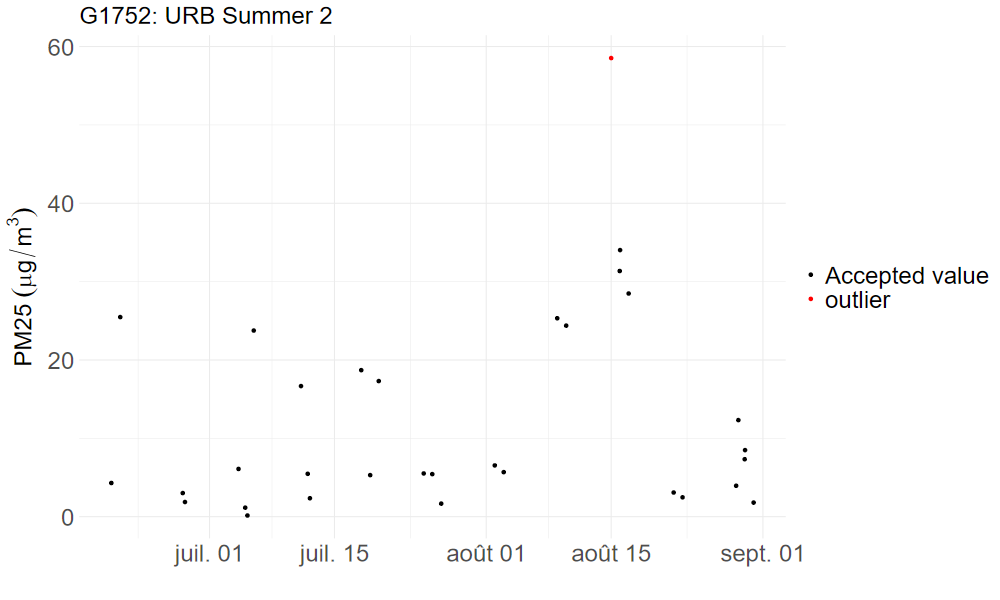 G1752: URB Summer 2
PM25 (μg/m³)
60
40
20
0
juil. 01 juil. 15 août 01 août 15 sept. 01
Accepted value
outlier